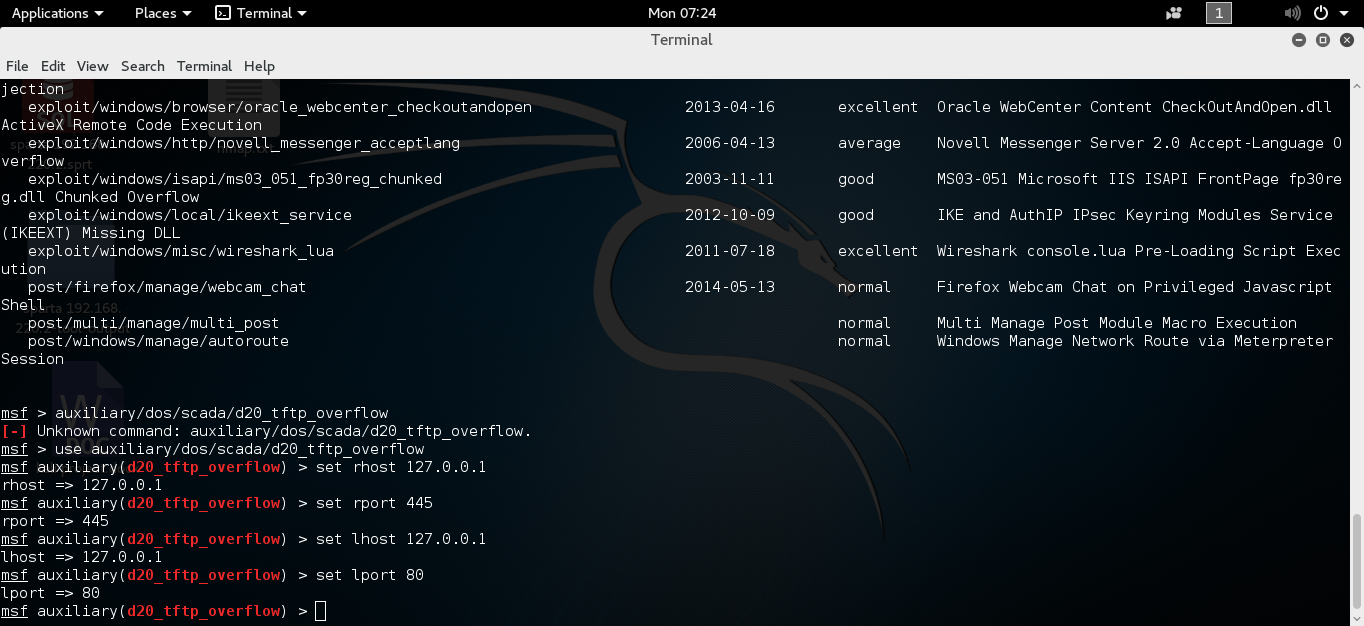 Applications Places Terminal Mon 07:24 1
Terminal
File Edit View Search Terminal Help
jection
exploit/windows/browser/oracle_webcenter_checkoutandopen 2013-04-16 excellent Oracle WebCenter Content CheckOutAndOpen.dll
ActiveX Remote Code Execution
exploit/windows/http/novell_messenger_acceptlang 2006-04-13 average Novell Messenger Server 2.0 Accept-Language O
verflow
exploit/windows/isapi/ms03_051_fp30reg_chunked 2003-11-11 good MS03-051 Microsoft IIS ISAPI FrontPage fp30re
g.dll Chunked Overflow
exploit/windows/local/ikeext_service 2012-10-09 good IKE and AuthIP IPsec Keyring Modules Service
(IKEEXT) Missing DLL
exploit/windows/misc/wireshark_lua 2011-07-18 excellent Wireshark console.lua Pre-Loading Script Exec
ution
post/firefox/manage/webcam_chat 2014-05-13 normal Firefox Webcam Chat on Privileged Javascript
Shell
post/multi/manage/multi_post normal Multi Manage Post Module Macro Execution
post/windows/manage/autoroute normal Windows Manage Network Route via Meterpreter
Session
msf > auxiliary/dos/scada/d20_tftp_overflow
[-] Unknown command: auxiliary/dos/scada/d20_tftp_overflow.
msf > use auxiliary/dos/scada/d20_tftp_overflow
msf auxiliary(d20_tftp_overflow) > set rhost 127.0.0.1
rhost => 127.0.0.1
msf auxiliary(d20_tftp_overflow) > set rport 445
rport => 445
msf auxiliary(d20_tftp_overflow) > set lhost 127.0.0.1
lhost => 127.0.0.1
msf auxiliary(d20_tftp_overflow) > set lport 80
lport => 80
msf auxiliary(d20_tftp_overflow) >